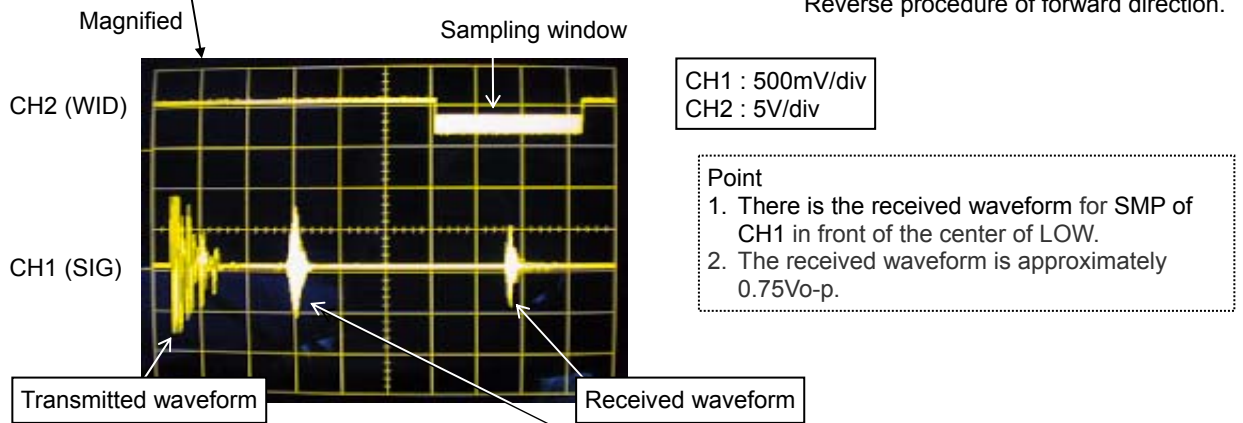 Reverse procedure of forward direction.
Magnified
Sampling window
CH2 (WID)
CH1 : 500mV/div
CH2 : 5V/div
Point
1. There is the received waveform for SMP of
CH1 in front of the center of LOW.
2. The received waveform is approximately
0.75Vo-p.
CH1 (SIG)
Transmitted waveform
Received waveform